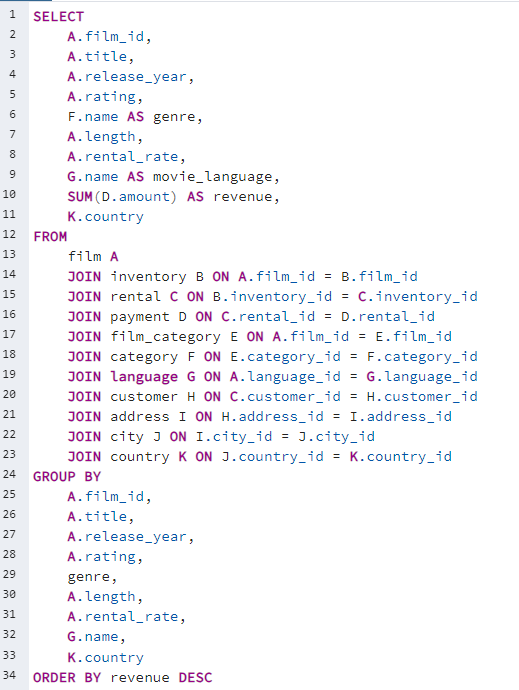 1 SELECT
2 A.film_id,
3 A.title,
4 A.release_year,
5 A.rating,
6 F.name AS genre,
7 A.length,
8 A.rental_rate,
9 G.name AS movie_language,
10 SUM(D.amount) AS revenue,
11 K.country
12 FROM
13 film A
14 JOIN inventory B ON A.film_id = B.film_id
15 JOIN rental C ON B.inventory_id = C.inventory_id
16 JOIN payment D ON C.rental_id = D.rental_id
17 JOIN film_category E ON A.film_id = E.film_id
18 JOIN category F ON E.category_id = F.category_id
19 JOIN language G ON A.language_id = G.language_id
20 JOIN customer H ON C.customer_id = H.customer_id
21 JOIN address I ON H.address_id = I.address_id
22 JOIN city J ON I.city_id = J.city_id
23 JOIN country K ON J.country_id = K.country_id
24 GROUP BY
25 A.film_id,
26 A.title,
27 A.release_year,
28 A.rating,
29 genre,
30 A.length,
31 A.rental_rate,
32 G.name,
33 K.country
34 ORDER BY revenue DESC